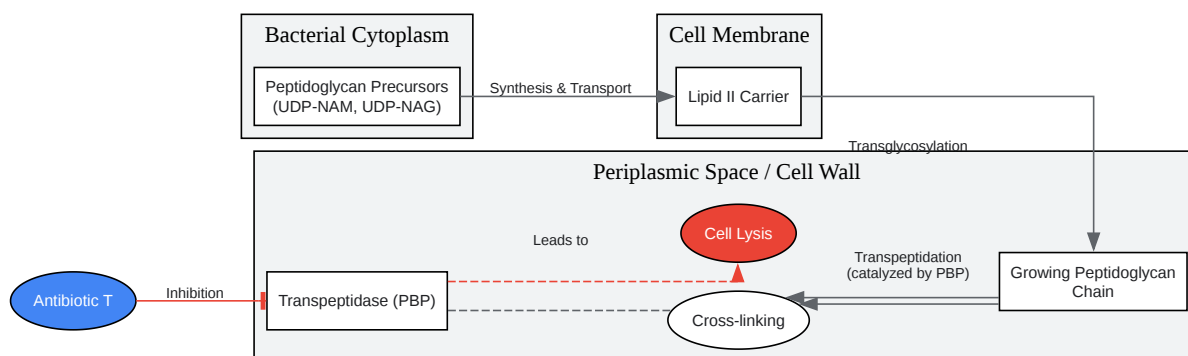 Bacterial Cytoplasm
Cell Membrane
Peptidoglycan Precursors
(UDP-NAM, UDP-NAG)
Synthesis & Transport
Lipid II Carrier
Transglycosylation
Periplasmic Space / Cell Wall
Cell Lysis
Leads to
Transpeptidation
(catalyzed by PBP)
Growing Peptidoglycan
Chain
Antibiotic T
Inhibition
Transpeptidase (PBP)
Cross-linking